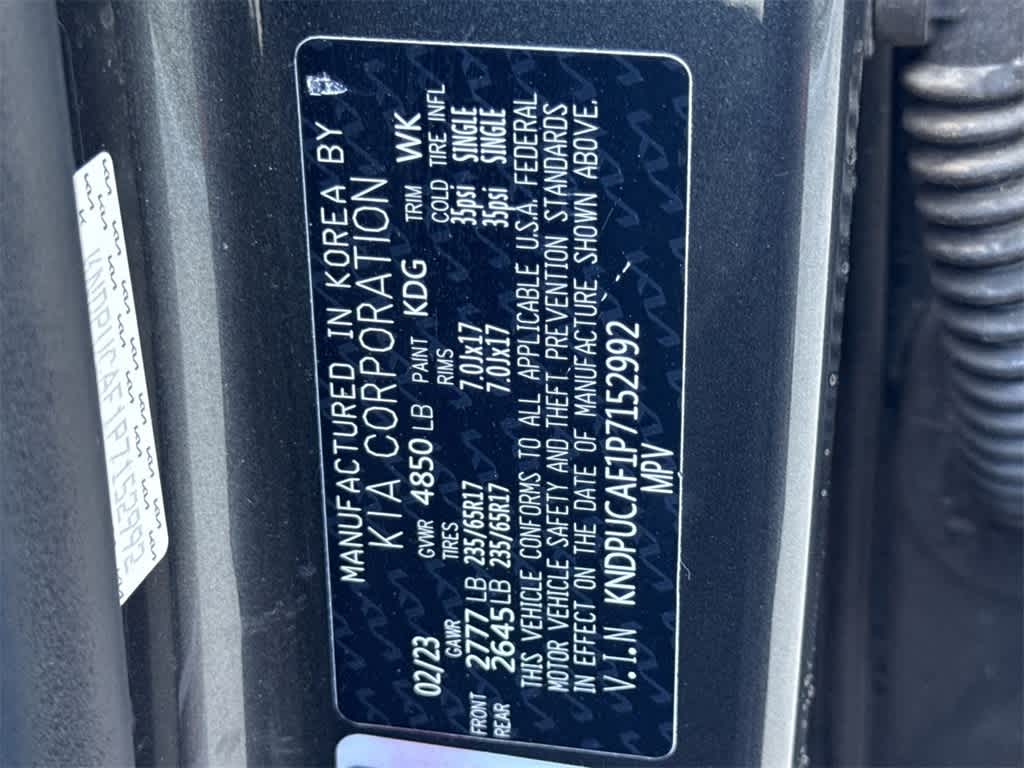 MANUFACTURED IN KOREA BY
KIA CORPORATION
02/23 GVWR 4850 LB PAINT KDG TRIM WK
GAWR TIRES RIMS COLD TIRE INFL
FRONT 2777 LB 235/65R17 7.0Jx17 35psi SINGLE
REAR 2645 LB 235/65R17 7.0Jx17 35psi SINGLE
THIS VEHICLE CONFORMS TO ALL APPLICABLE U.S.A. FEDERAL
MOTOR VEHICLE SAFETY AND THEFT PREVENTION STANDARDS
IN EFFECT ON THE DATE OF MANUFACTURE SHOWN ABOVE.
V.I.N KNDPUCAF1P7152992
MPV
KNDPUCAF1P7152992